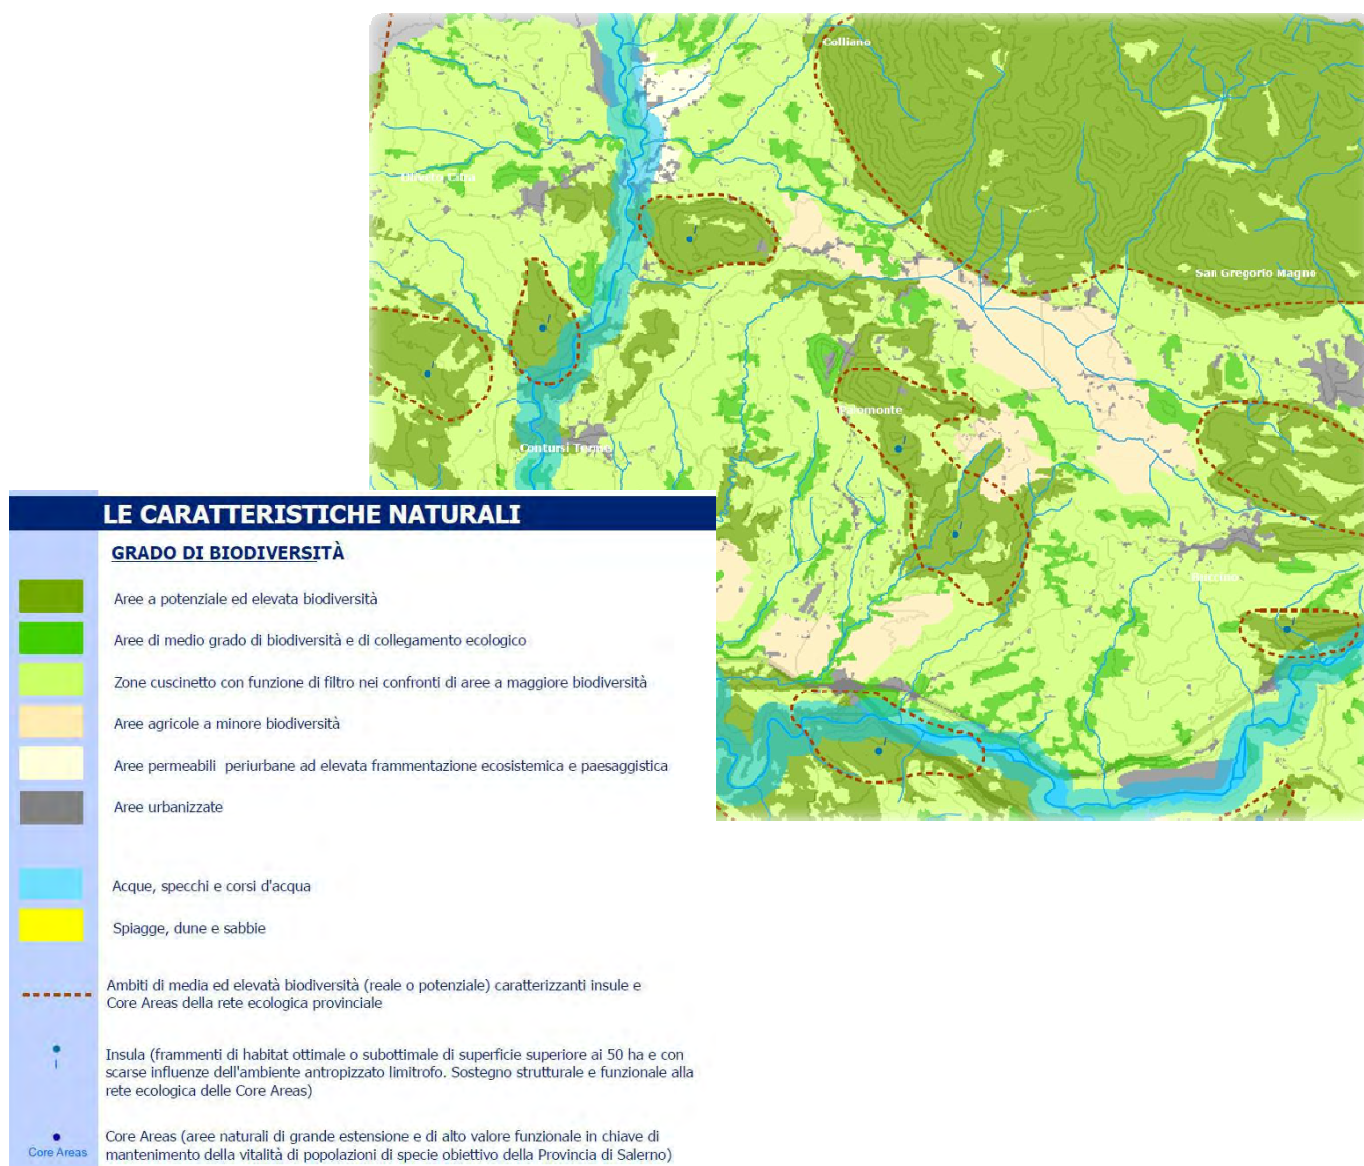 Colliano
Oliveto Citra
San Gregorio Magno
Palomonte
Contursi Terme
Buccino
I
I
I
I
I
I
I
LE CARATTERISTICHE NATURALI
GRADO DI BIODIVERSITÀ
Aree a potenziale ed elevata biodiversità
Aree di medio grado di biodiversità e di collegamento ecologico
Zone cuscinetto con funzione di filtro nei confronti di aree a maggiore biodiversità
Aree agricole a minore biodiversità
Aree permeabili periurbane ad elevata frammentazione ecosistemica e paesaggistica
Aree urbanizzate
Acque, specchi e corsi d'acqua
Spiagge, dune e sabbie
Ambiti di media ed elevatà biodiversità (reale o potenziale) caratterizzanti insule e
Core Areas della rete ecologica provinciale
I
Insula (frammenti di habitat ottimale o subottimale di superficie superiore ai 50 ha e con
scarse influenze dell'ambiente antropizzato limitrofo. Sostegno strutturale e funzionale alla
rete ecologica delle Core Areas)
Core Areas
Core Areas (aree naturali di grande estensione e di alto valore funzionale in chiave di
mantenimento della vitalità di popolazioni di specie obiettivo della Provincia di Salerno)